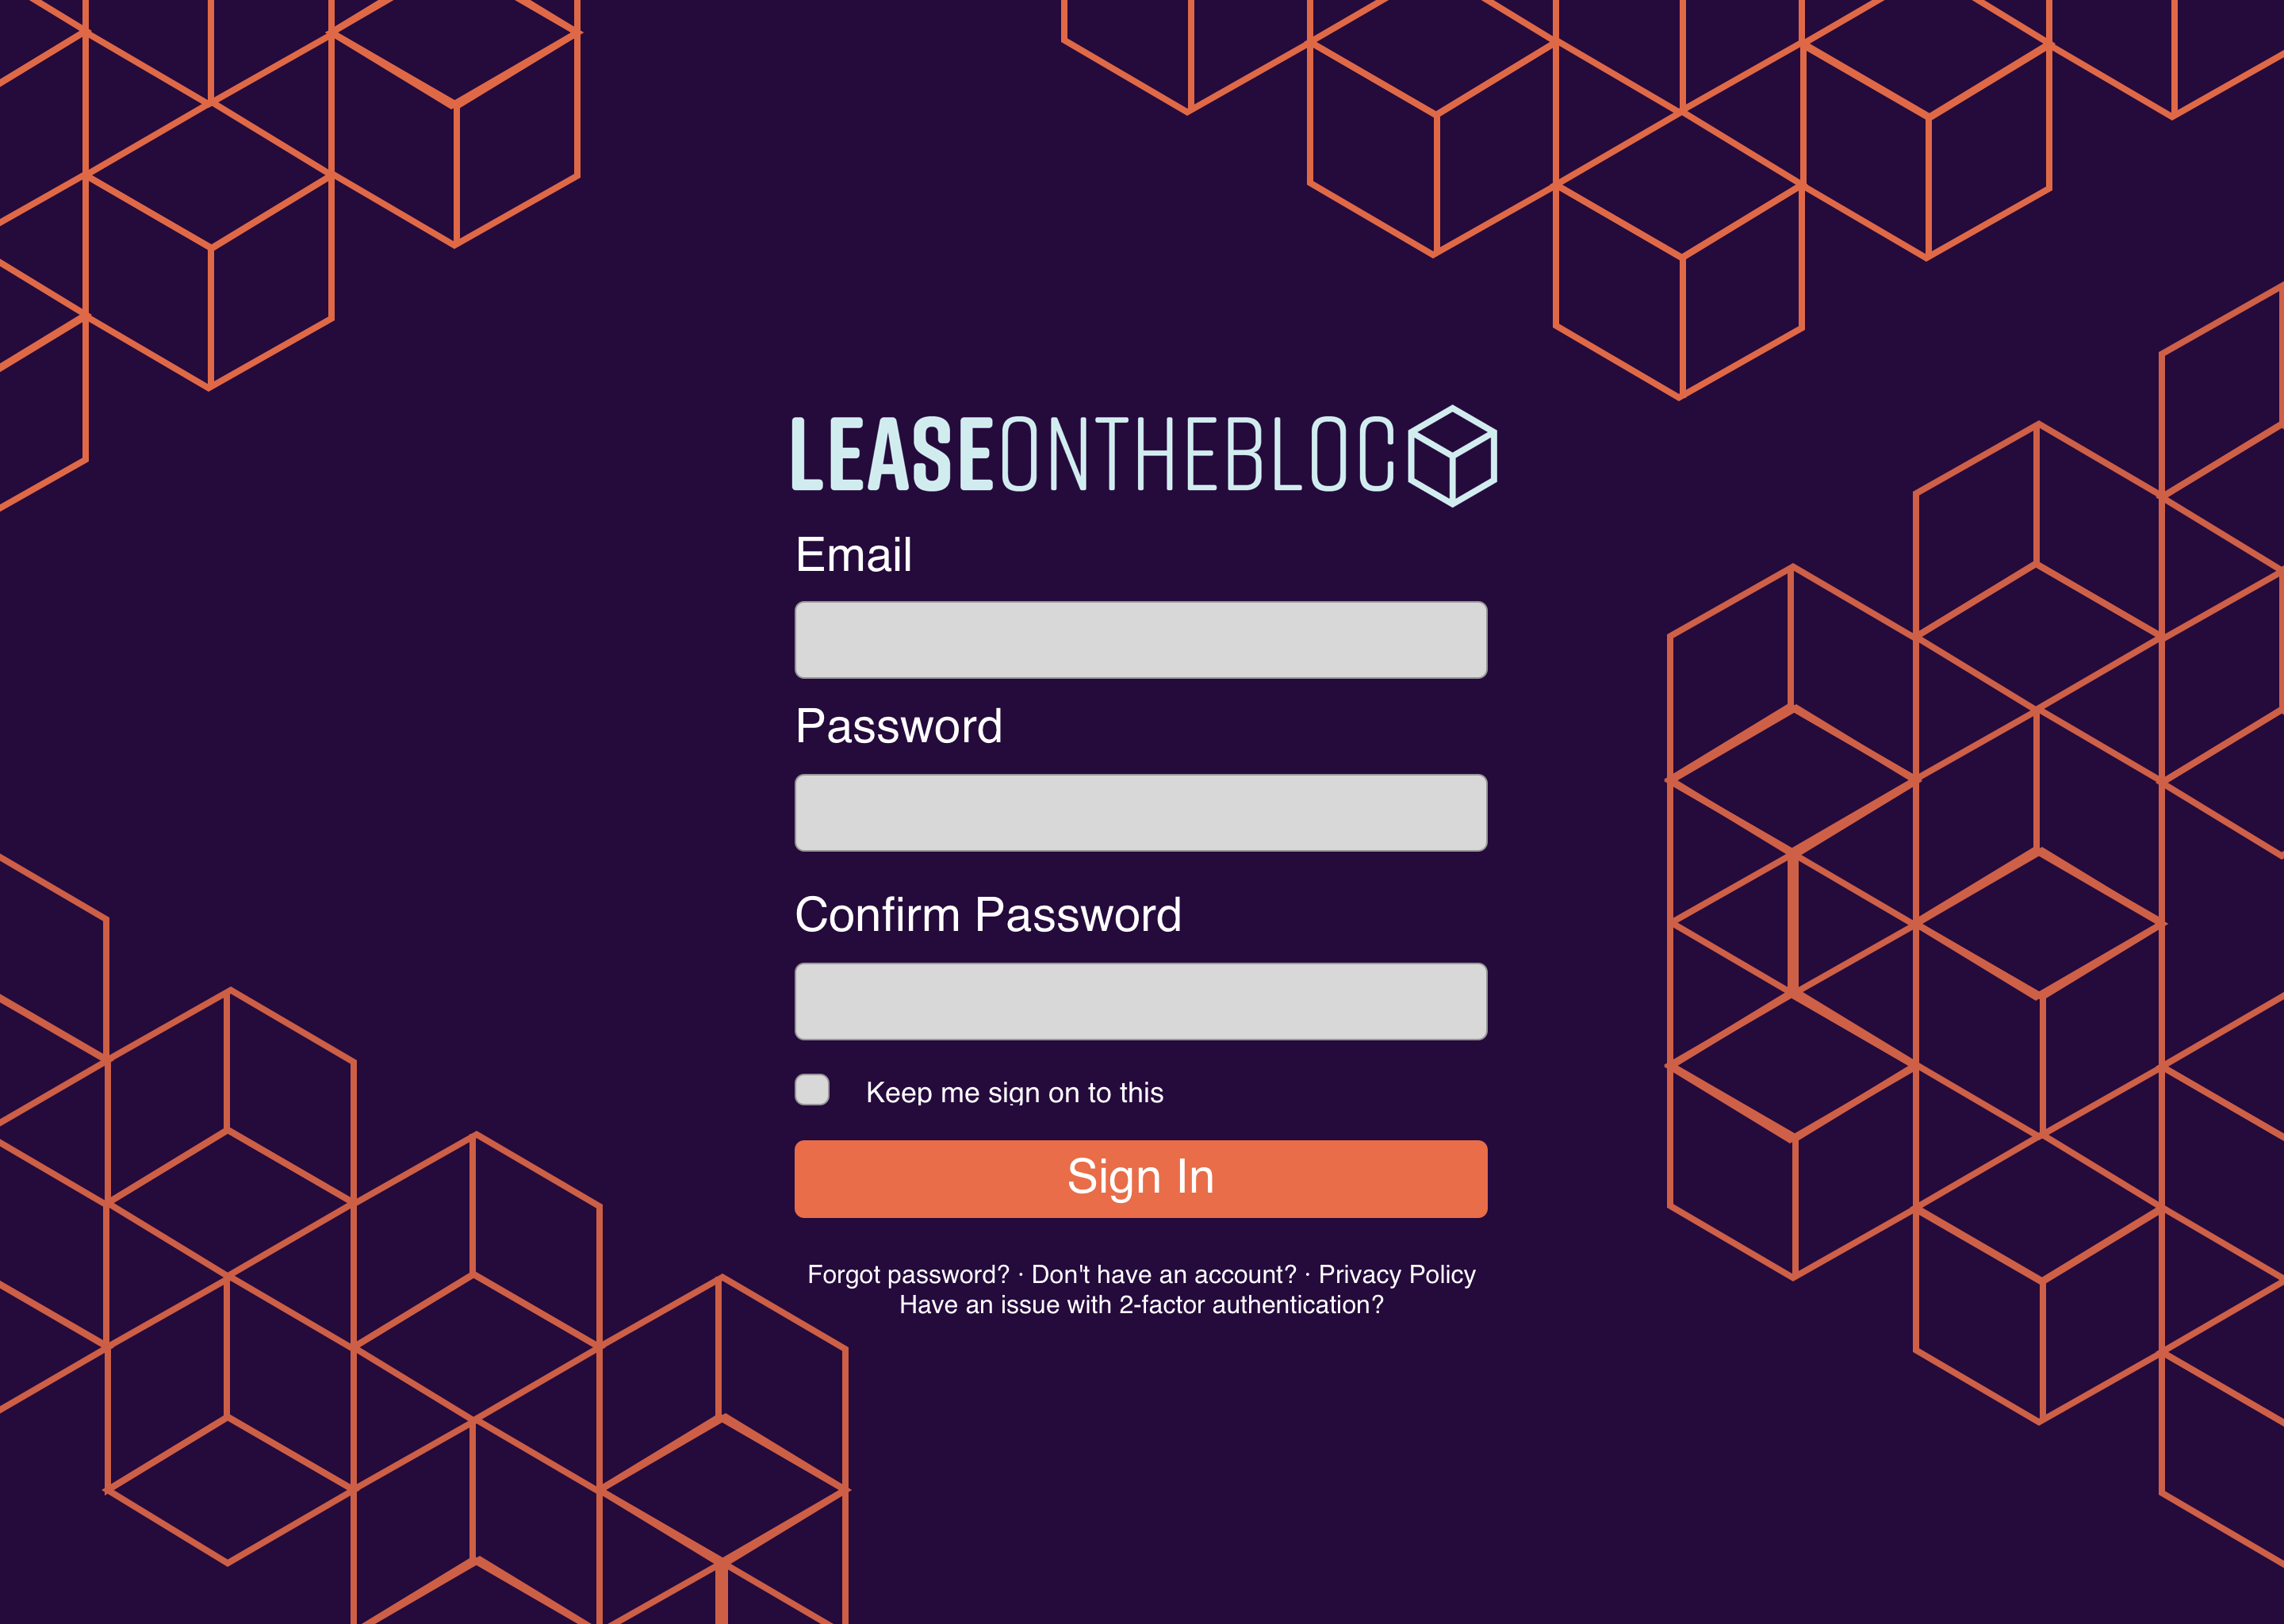 LEASEONTHEBLOC
Email
Password
Confirm Password
Keep me sign on to this
Sign In
Forgot password? · Don't have an account? · Privacy Policy
Have an issue with 2-factor authentication?